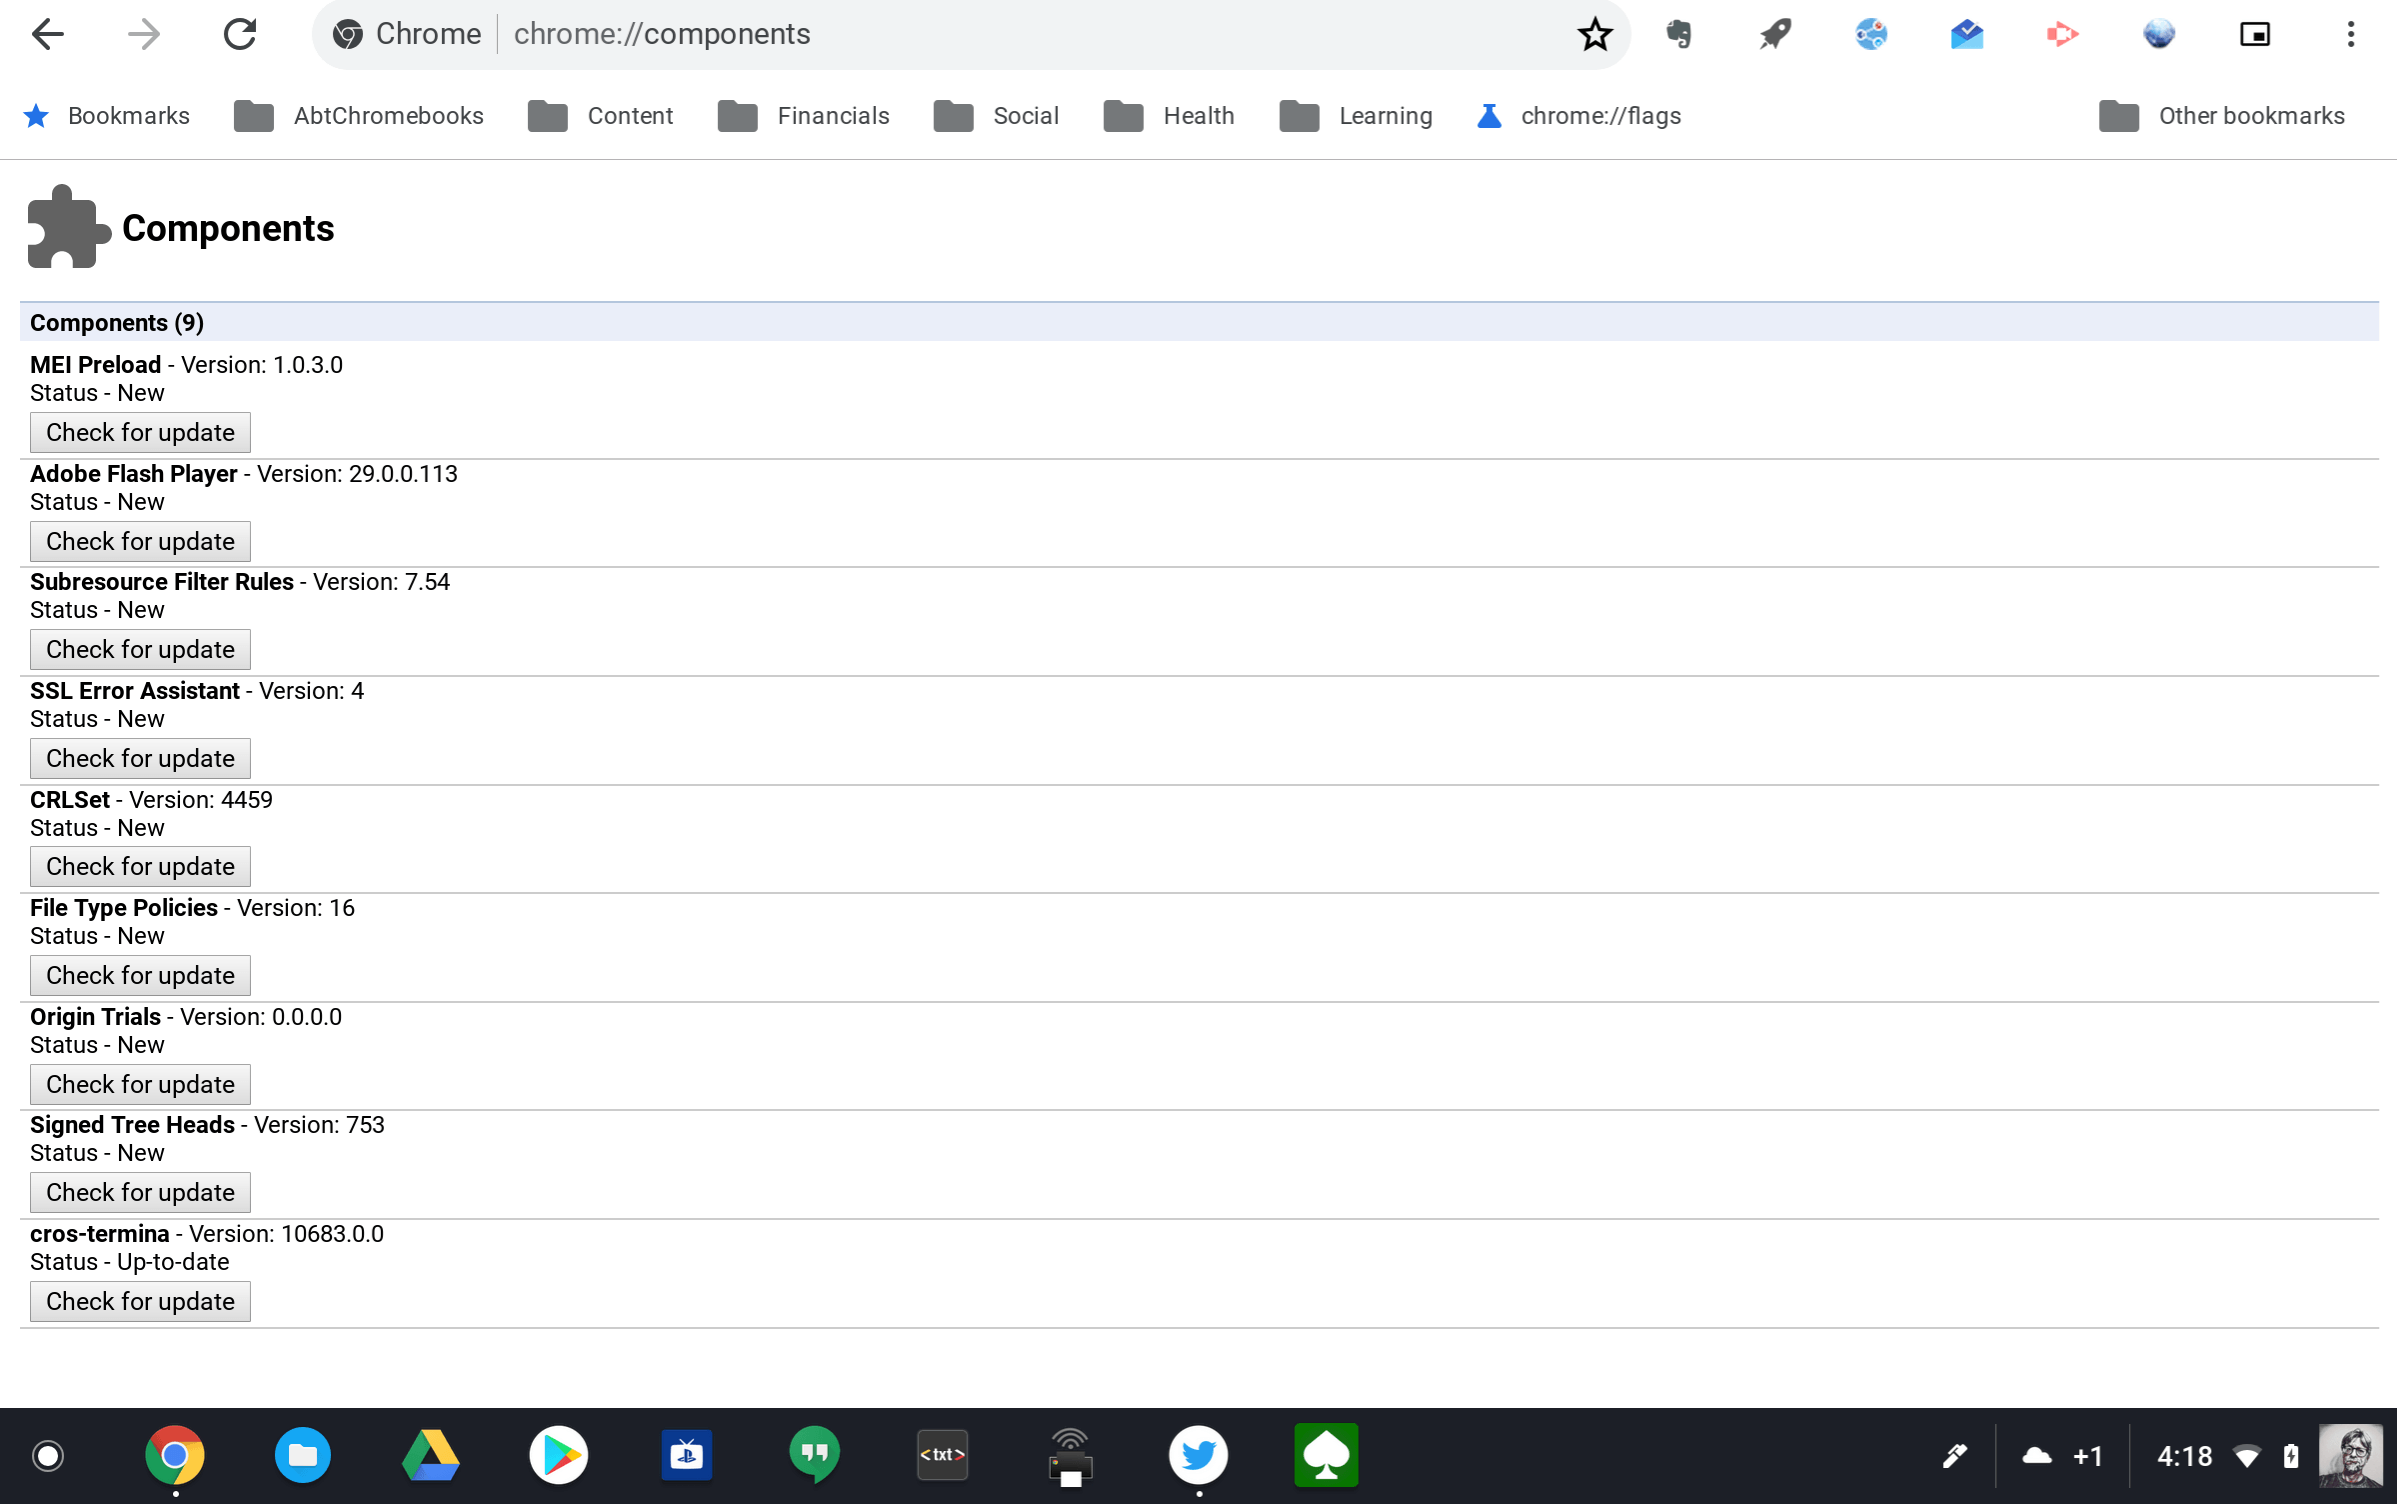 Chrome chrome://components
Bookmarks AbtChromebooks Content Financials Social Health Learning chrome://flags Other bookmarks
Components
Components (9)
MEI Preload - Version: 1.0.3.0
Status - New
Check for update
Adobe Flash Player - Version: 29.0.0.113
Status - New
Check for update
Subresource Filter Rules - Version: 7.54
Status - New
Check for update
SSL Error Assistant - Version: 4
Status - New
Check for update
CRLSet - Version: 4459
Status - New
Check for update
File Type Policies - Version: 16
Status - New
Check for update
Origin Trials - Version: 0.0.0.0
Status - New
Check for update
Signed Tree Heads - Version: 753
Status - New
Check for update
cros-termina - Version: 10683.0.0
Status - Up-to-date
Check for update
<txt> +1 4:18